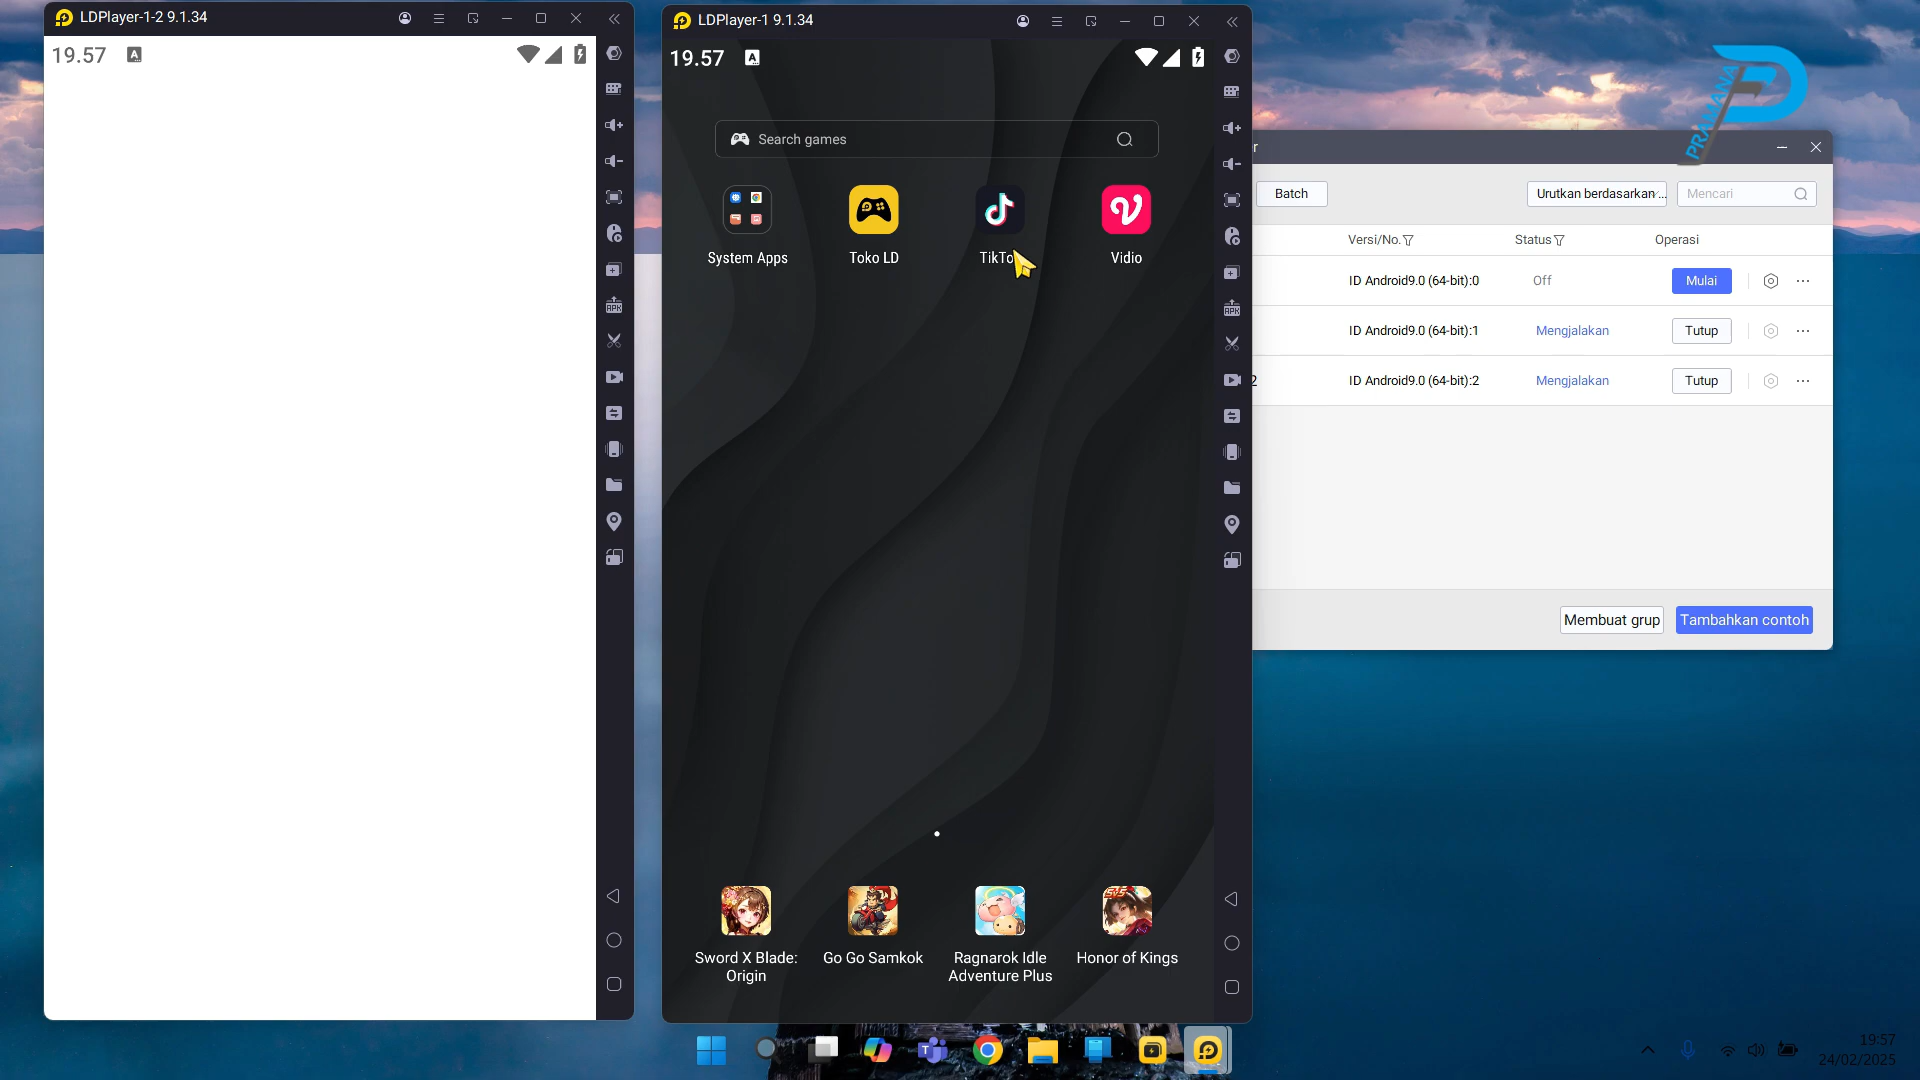 LDPlayer-1-2 9.1.34
19.57
A
LDPlayer-1 9.1.34
19.57
A
Search games
System Apps
Toko LD
TikTo
Vidio
Sword X Blade:
Origin
Go Go Samkok
Ragnarok Idle
Adventure Plus
Honor of Kings
PRAMANA
r
Batch
Urutkan berdasarkan ...
Mencari
Versi/No.
Status
Operasi
ID Android9.0 (64-bit):0
Off
Mulai
ID Android9.0 (64-bit):1
Mengjalakan
Tutup
2
ID Android9.0 (64-bit):2
Mengjalakan
Tutup
Membuat grup
Tambahkan contoh
19:57
24/02/2025